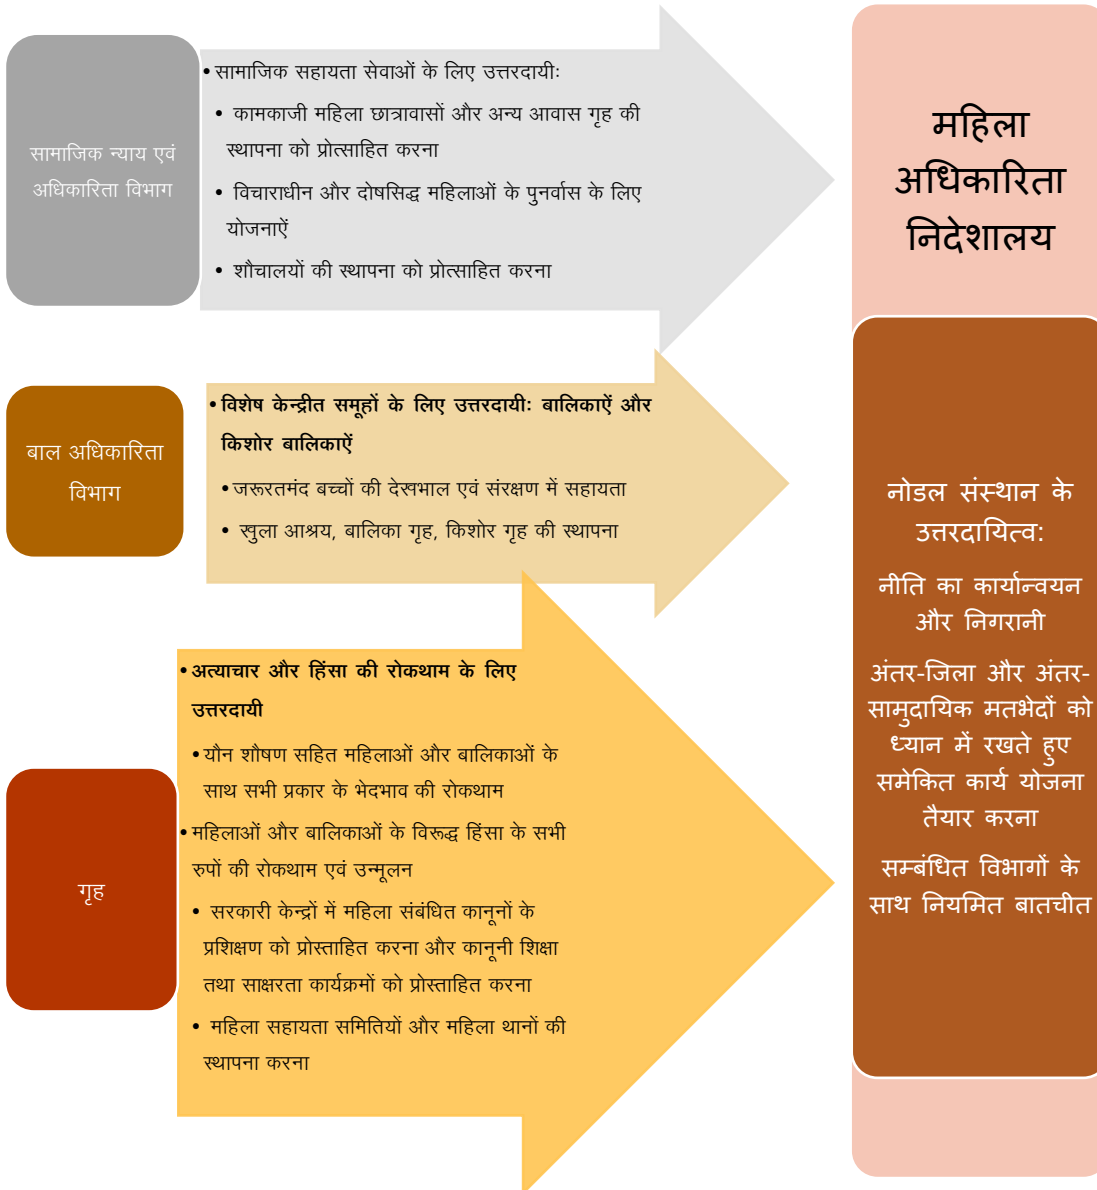 सामाजिक न्याय एवं
अधिकारिता विभाग
• सामाजिक सहायता सेवाओं के लिए उत्तरदायीः
• कामकाजी महिला छात्रावासों और अन्य आवास गृह की
स्थापना को प्रोत्साहित करना
• विचाराधीन और दोषसिद्ध महिलाओं के पुनर्वास के लिए
योजनाऐं
• शौचालयों की स्थापना को प्रोत्साहित करना
बाल अधिकारिता
विभाग
• विशेष केन्द्रीत समूहों के लिए उत्तरदायीः बालिकाऐं और
किशोर बालिकाऐं
• जरूरतमंद बच्चों की देखभाल एवं संरक्षण में सहायता
• खुला आश्रय, बालिका गृह, किशोर गृह की स्थापना
गृह
• अत्याचार और हिंसा की रोकथाम के लिए
उत्तरदायी
• यौन शौषण सहित महिलाओं और बालिकाओं के
साथ सभी प्रकार के भेदभाव की रोकथाम
• महिलाओं और बालिकाओं के विरूद्ध हिंसा के सभी
रुपों की रोकथाम एवं उन्मूलन
• सरकारी केन्द्रों में महिला संबंधित कानूनों के
प्रशिक्षण को प्रोस्ताहित करना और कानूनी शिक्षा
तथा साक्षरता कार्यक्रमों को प्रोस्ताहित करना
• महिला सहायता समितियों और महिला थानों की
स्थापना करना
महिला
अधिकारिता
निदेशालय
नोडल संस्थान के
उत्तरदायित्व:
नीति का कार्यान्वयन
और निगरानी
अंतर-जिला और अंतर-
सामुदायिक मतभेदों को
ध्यान में रखते हुए
समेकित कार्य योजना
तैयार करना
सम्बंधित विभागों के
साथ नियमित बातचीत